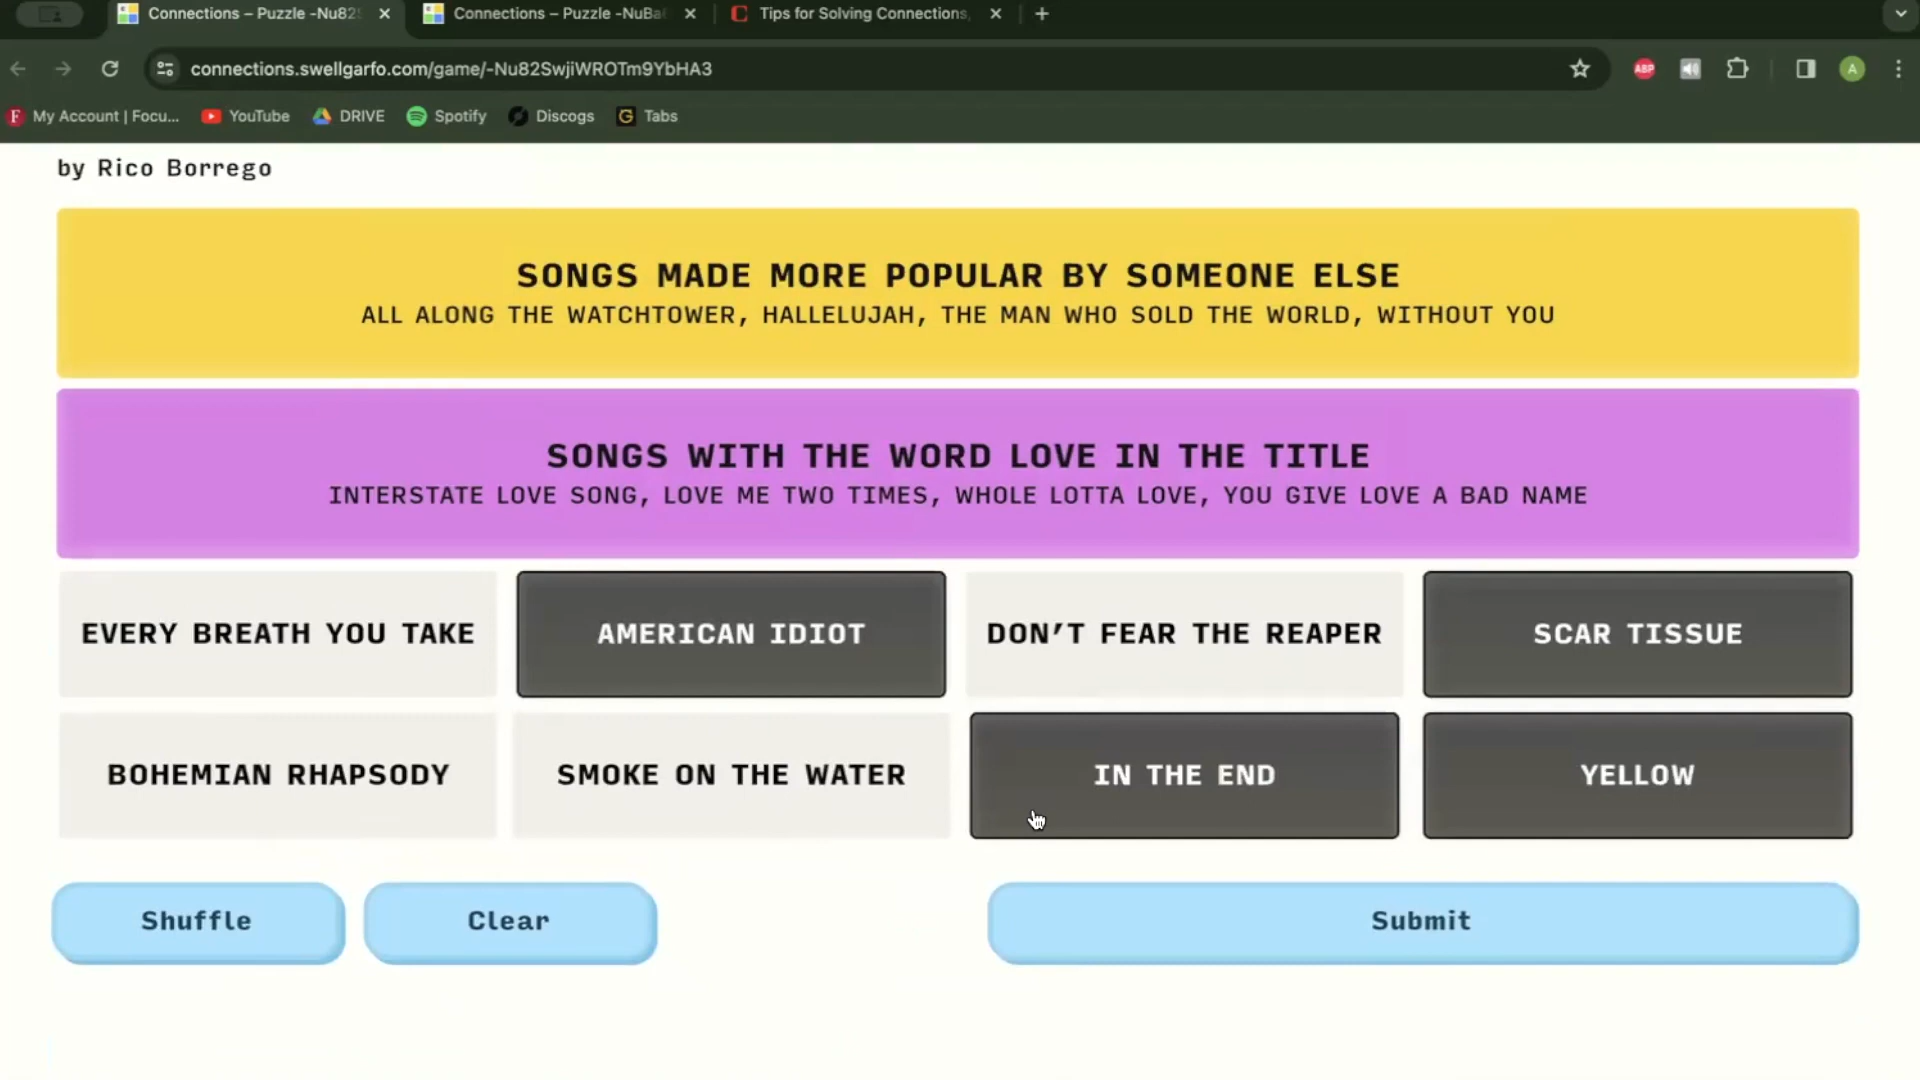 Connections – Puzzle -Nu82S
Connections – Puzzle -NuBa
Tips for Solving Connections,
connections.swellgarfo.com/game/-Nu82SwjiWROTm9YbHA3
ABP
A
My Account | Focu...
YouTube
DRIVE
Spotify
Discogs
Tabs
by Rico Borrego
SONGS MADE MORE POPULAR BY SOMEONE ELSE
ALL ALONG THE WATCHTOWER, HALLELUJAH, THE MAN WHO SOLD THE WORLD, WITHOUT YOU
SONGS WITH THE WORD LOVE IN THE TITLE
INTERSTATE LOVE SONG, LOVE ME TWO TIMES, WHOLE LOTTA LOVE, YOU GIVE LOVE A BAD NAME
EVERY BREATH YOU TAKE
AMERICAN IDIOT
DON’T FEAR THE REAPER
SCAR TISSUE
BOHEMIAN RHAPSODY
SMOKE ON THE WATER
IN THE END
YELLOW
Shuffle
Clear
Submit